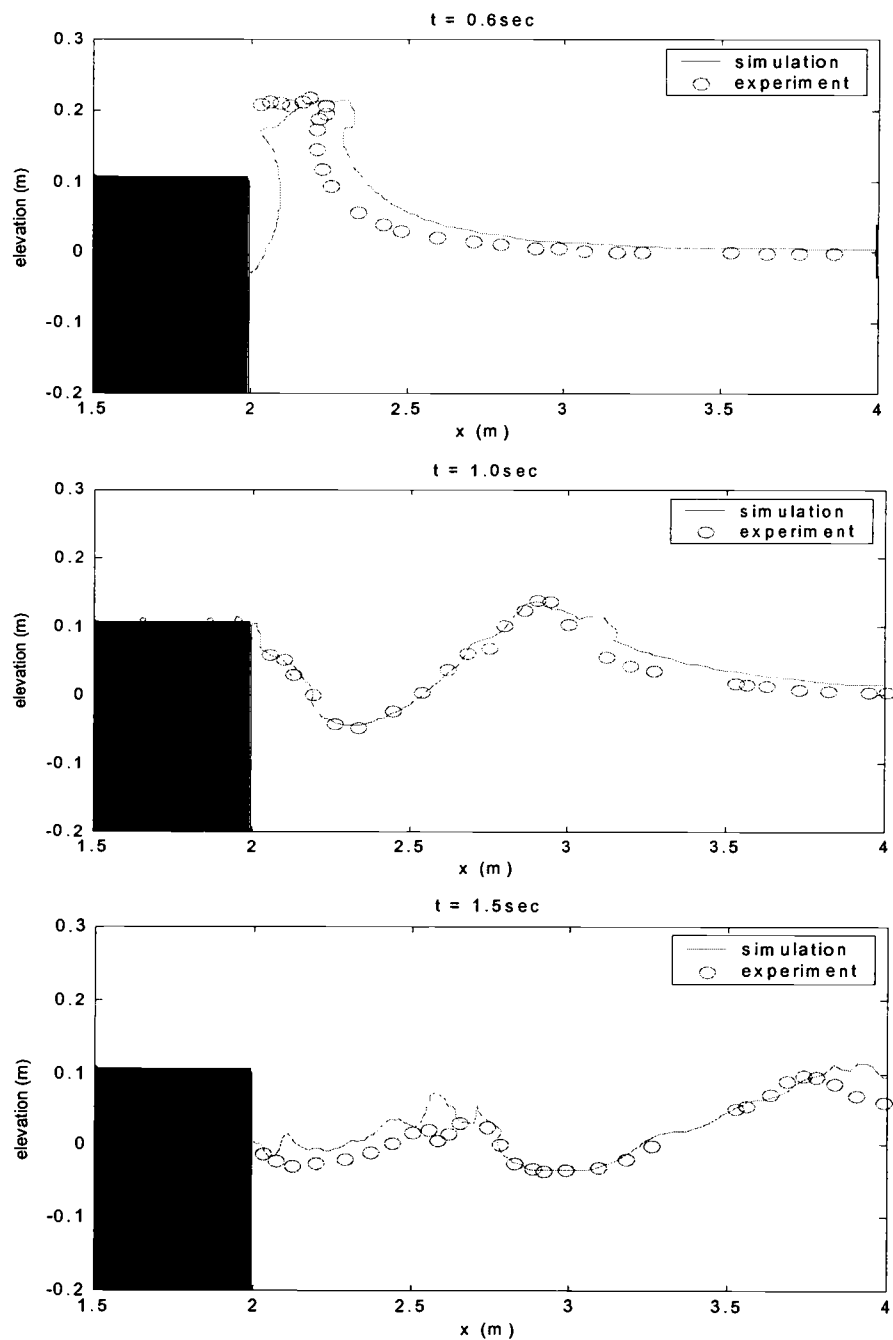 t = 0.6sec
0.3
simulation
experiment
0.2
0.1
0
-0.1
-0.2
elevation (m)
1.5 2 2.5 3 3.5 4
x (m)
t = 1.0sec
0.3
simulation
experiment
0.2
0.1
0
-0.1
-0.2
elevation (m)
1.5 2 2.5 3 3.5 4
x (m)
t = 1.5sec
0.3
simulation
experiment
0.2
0.1
0
-0.1
-0.2
elevation (m)
1.5 2 2.5 3 3.5 4
x (m)